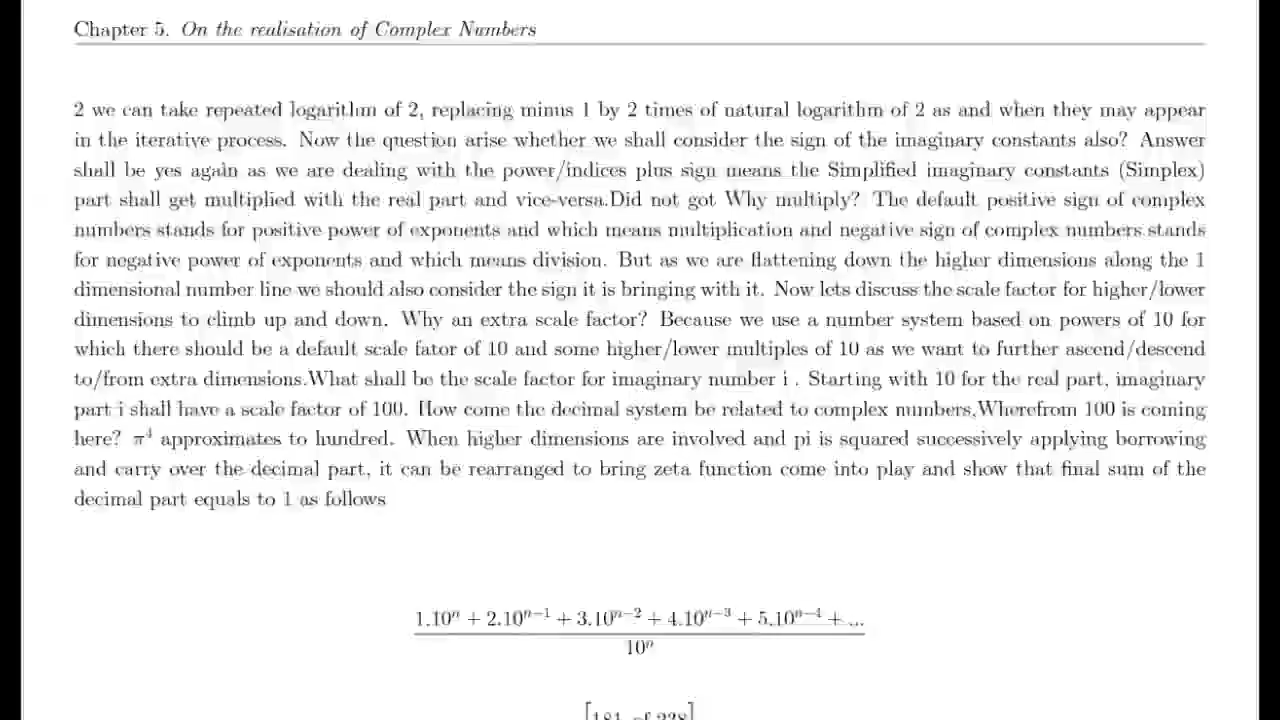 Chapter 5. On the realisation of Complex Numbers
2 we can take repeated logarithm of 2, replacing minus 1 by 2 times of natural logarithm of 2 as and when they may appear
in the iterative process. Now the question arise whether we shall consider the sign of the imaginary constants also? Answer
shall be yes again as we are dealing with the power/indices plus sign means the Simplified imaginary constants (Simplex)
part shall get multiplied with the real part and vice-versa.Did not got Why multiply? The default positive sign of complex
numbers stands for positive power of exponents and which means multiplication and negative sign of complex numbers stands
for negative power of exponents and which means division. But as we are flattening down the higher dimensions along the 1
dimensional number line we should also consider the sign it is bringing with it. Now lets discuss the scale factor for higher/lower
dimensions to climb up and down. Why an extra scale factor? Because we use a number system based on powers of 10 for
which there should be a default scale fator of 10 and some higher/lower multiples of 10 as we want to further ascend/descend
to/from extra dimensions.What shall be the scale factor for imaginary number i . Starting with 10 for the real part, imaginary
part i shall have a scale factor of 100. How come the decimal system be related to complex numbers,Wherefrom 100 is coming
here? π⁴ approximates to hundred. When higher dimensions are involved and pi is squared successively applying borrowing
and carry over the decimal part, it can be rearranged to bring zeta function come into play and show that final sum of the
decimal part equals to 1 as follows
1.10ⁿ + 2.10ⁿ⁻¹ + 3.10ⁿ⁻² + 4.10ⁿ⁻³ + 5.10ⁿ⁻⁴ + ...
10ⁿ
[181 of 228]